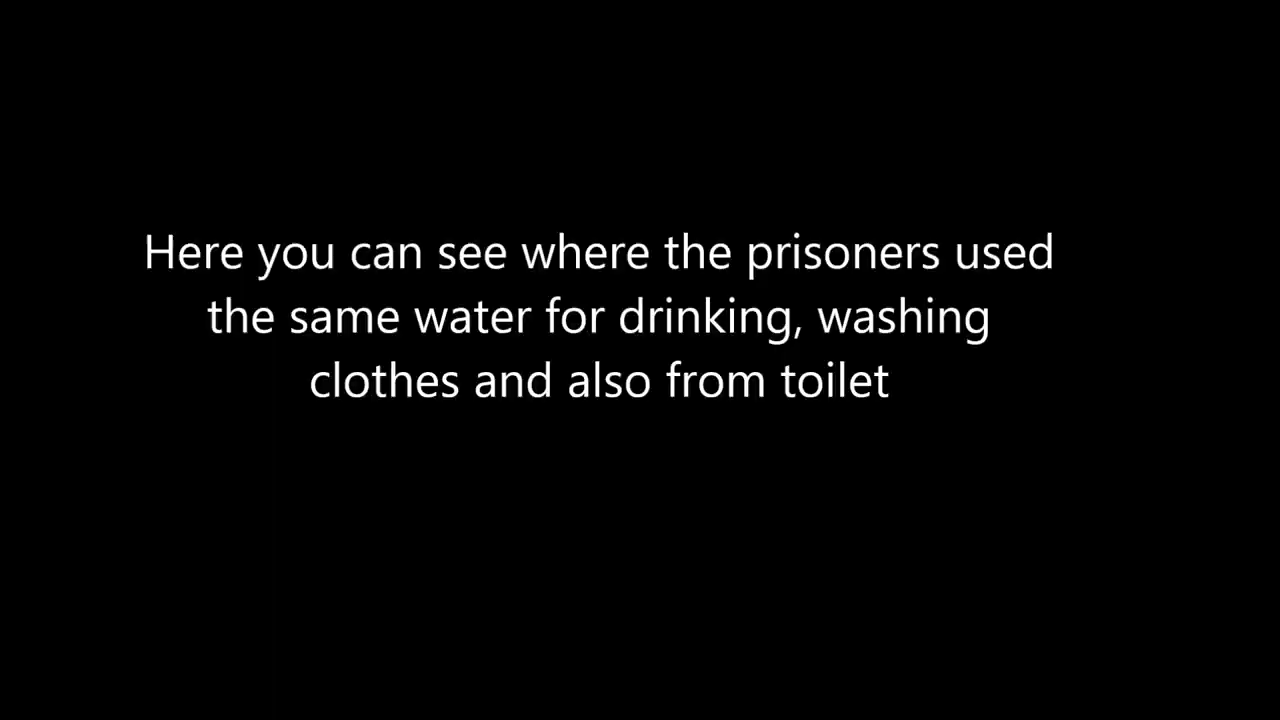 Here you can see where the prisoners used
the same water for drinking, washing
clothes and also from toilet